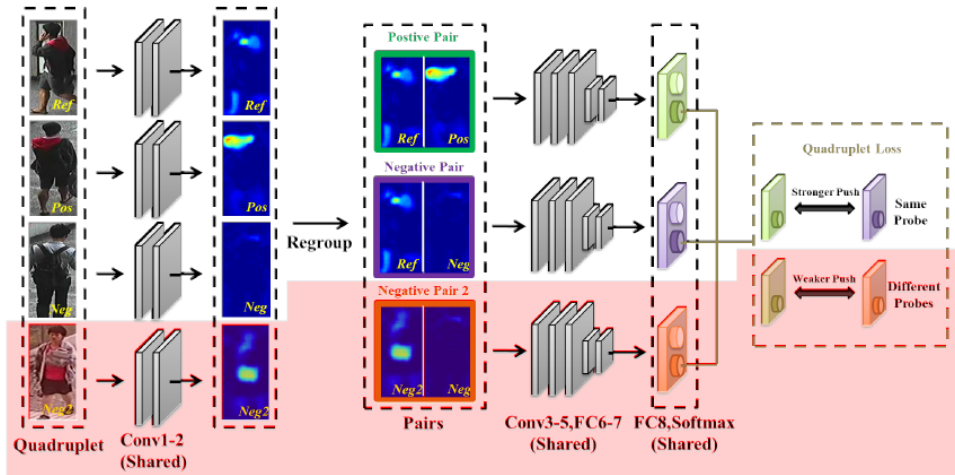 Ref
Pos
Neg
Neg2
Quadruplet
Conv1-2
(Shared)
Ref
Pos
Neg
Neg2
Regroup
Postive Pair
Ref
Pos
Negative Pair
Ref
Neg
Negative Pair 2
Neg2
Neg
Pairs
Conv3-5,FC6-7
(Shared)
FC8,Softmax
(Shared)
Quadruplet Loss
Stronger Push
Same
Probe
Weaker Push
Different
Probes